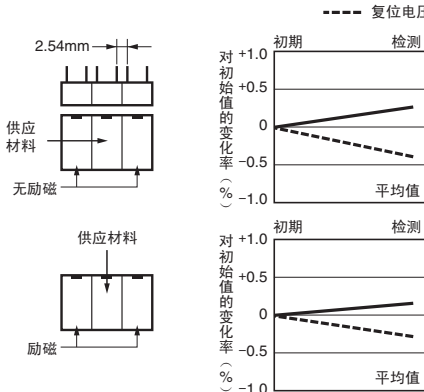 复位电压
2.54mm
供应
材料
无励磁
对初始值的变化率（%）
+1.0
+0.5
0
−0.5
−1.0
初期
检测
平均值
供应材料
励磁
对初始值的变化率（%）
+1.0
+0.5
0
−0.5
−1.0
初期
检测
平均值